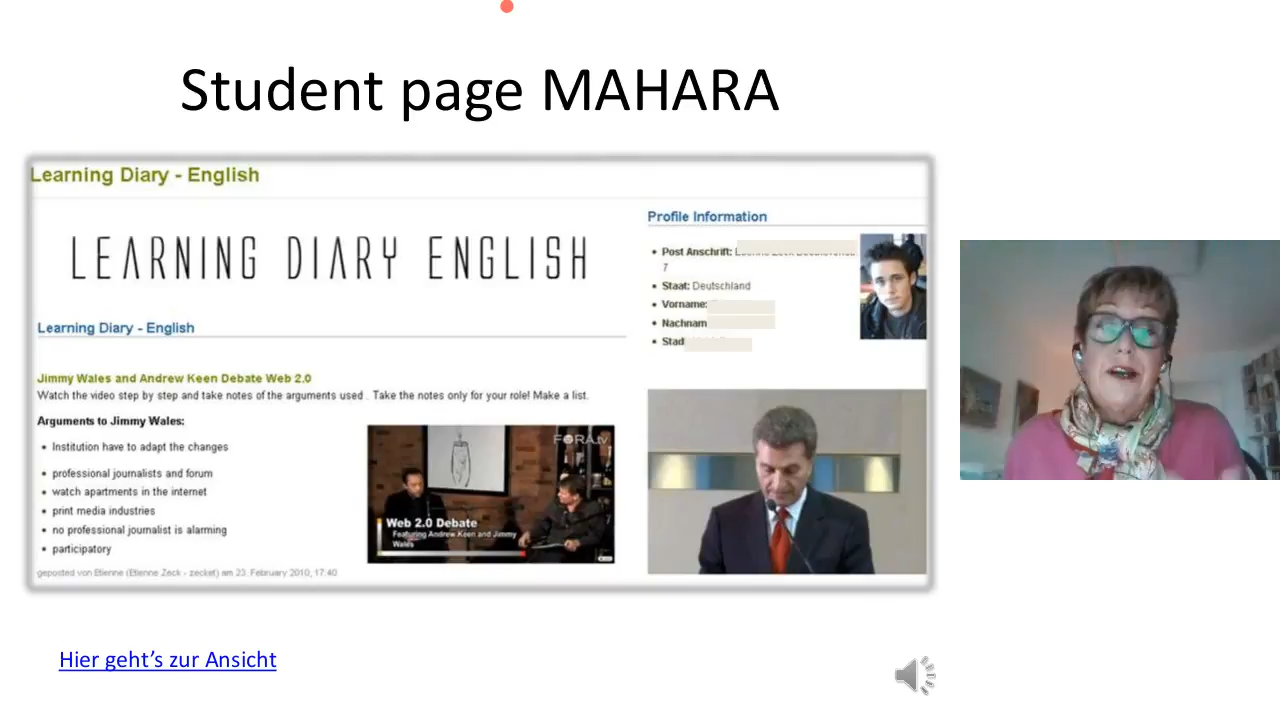 Student page MAHARA
Learning Diary - English
LEARNING DIARY ENGLISH
Learning Diary - English
Jimmy Wales and Andrew Keen Debate Web 2.0
Watch the video step by step and take notes of the arguments used . Take the notes only for your role! Make a list.
Arguments to Jimmy Wales:
Institution have to adapt the changes
professional journalists and forum
watch apartments in the internet
print media industries
no professional journalist is alarming
participatory
FORA.tv
Web 2.0 Debate
Featuring Andrew Keen and Jimmy
Wales
geposted von Etienne (Etienne Zeck - zecket) am 23. February 2010, 17:40
Profile Information
Post Anschrift:
7
Staat: Deutschland
Vorname:
Nachnam
Stad
Hier geht's zur Ansicht